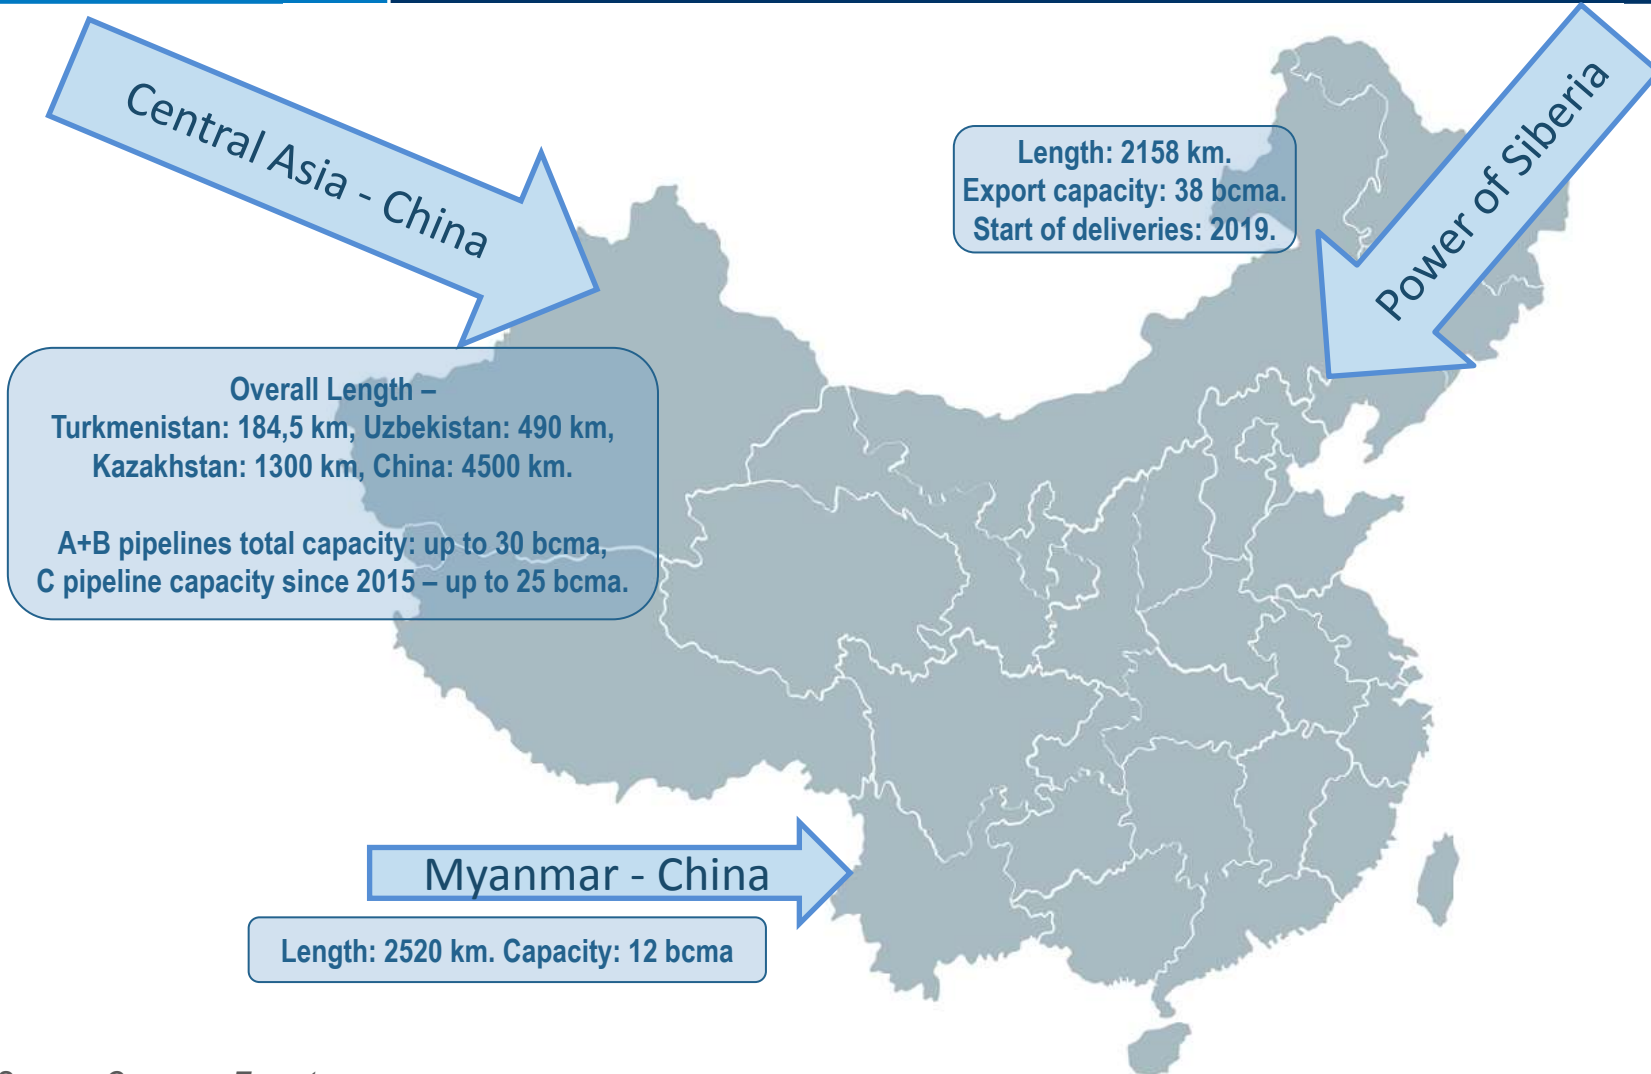 Central Asia - China
Power of Siberia
Length: 2158 km.
Export capacity: 38 bcma.
Start of deliveries: 2019.
Overall Length –
Turkmenistan: 184,5 km, Uzbekistan: 490 km,
Kazakhstan: 1300 km, China: 4500 km.
A+B pipelines total capacity: up to 30 bcma,
C pipeline capacity since 2015 – up to 25 bcma.
Myanmar - China
Length: 2520 km. Capacity: 12 bcma